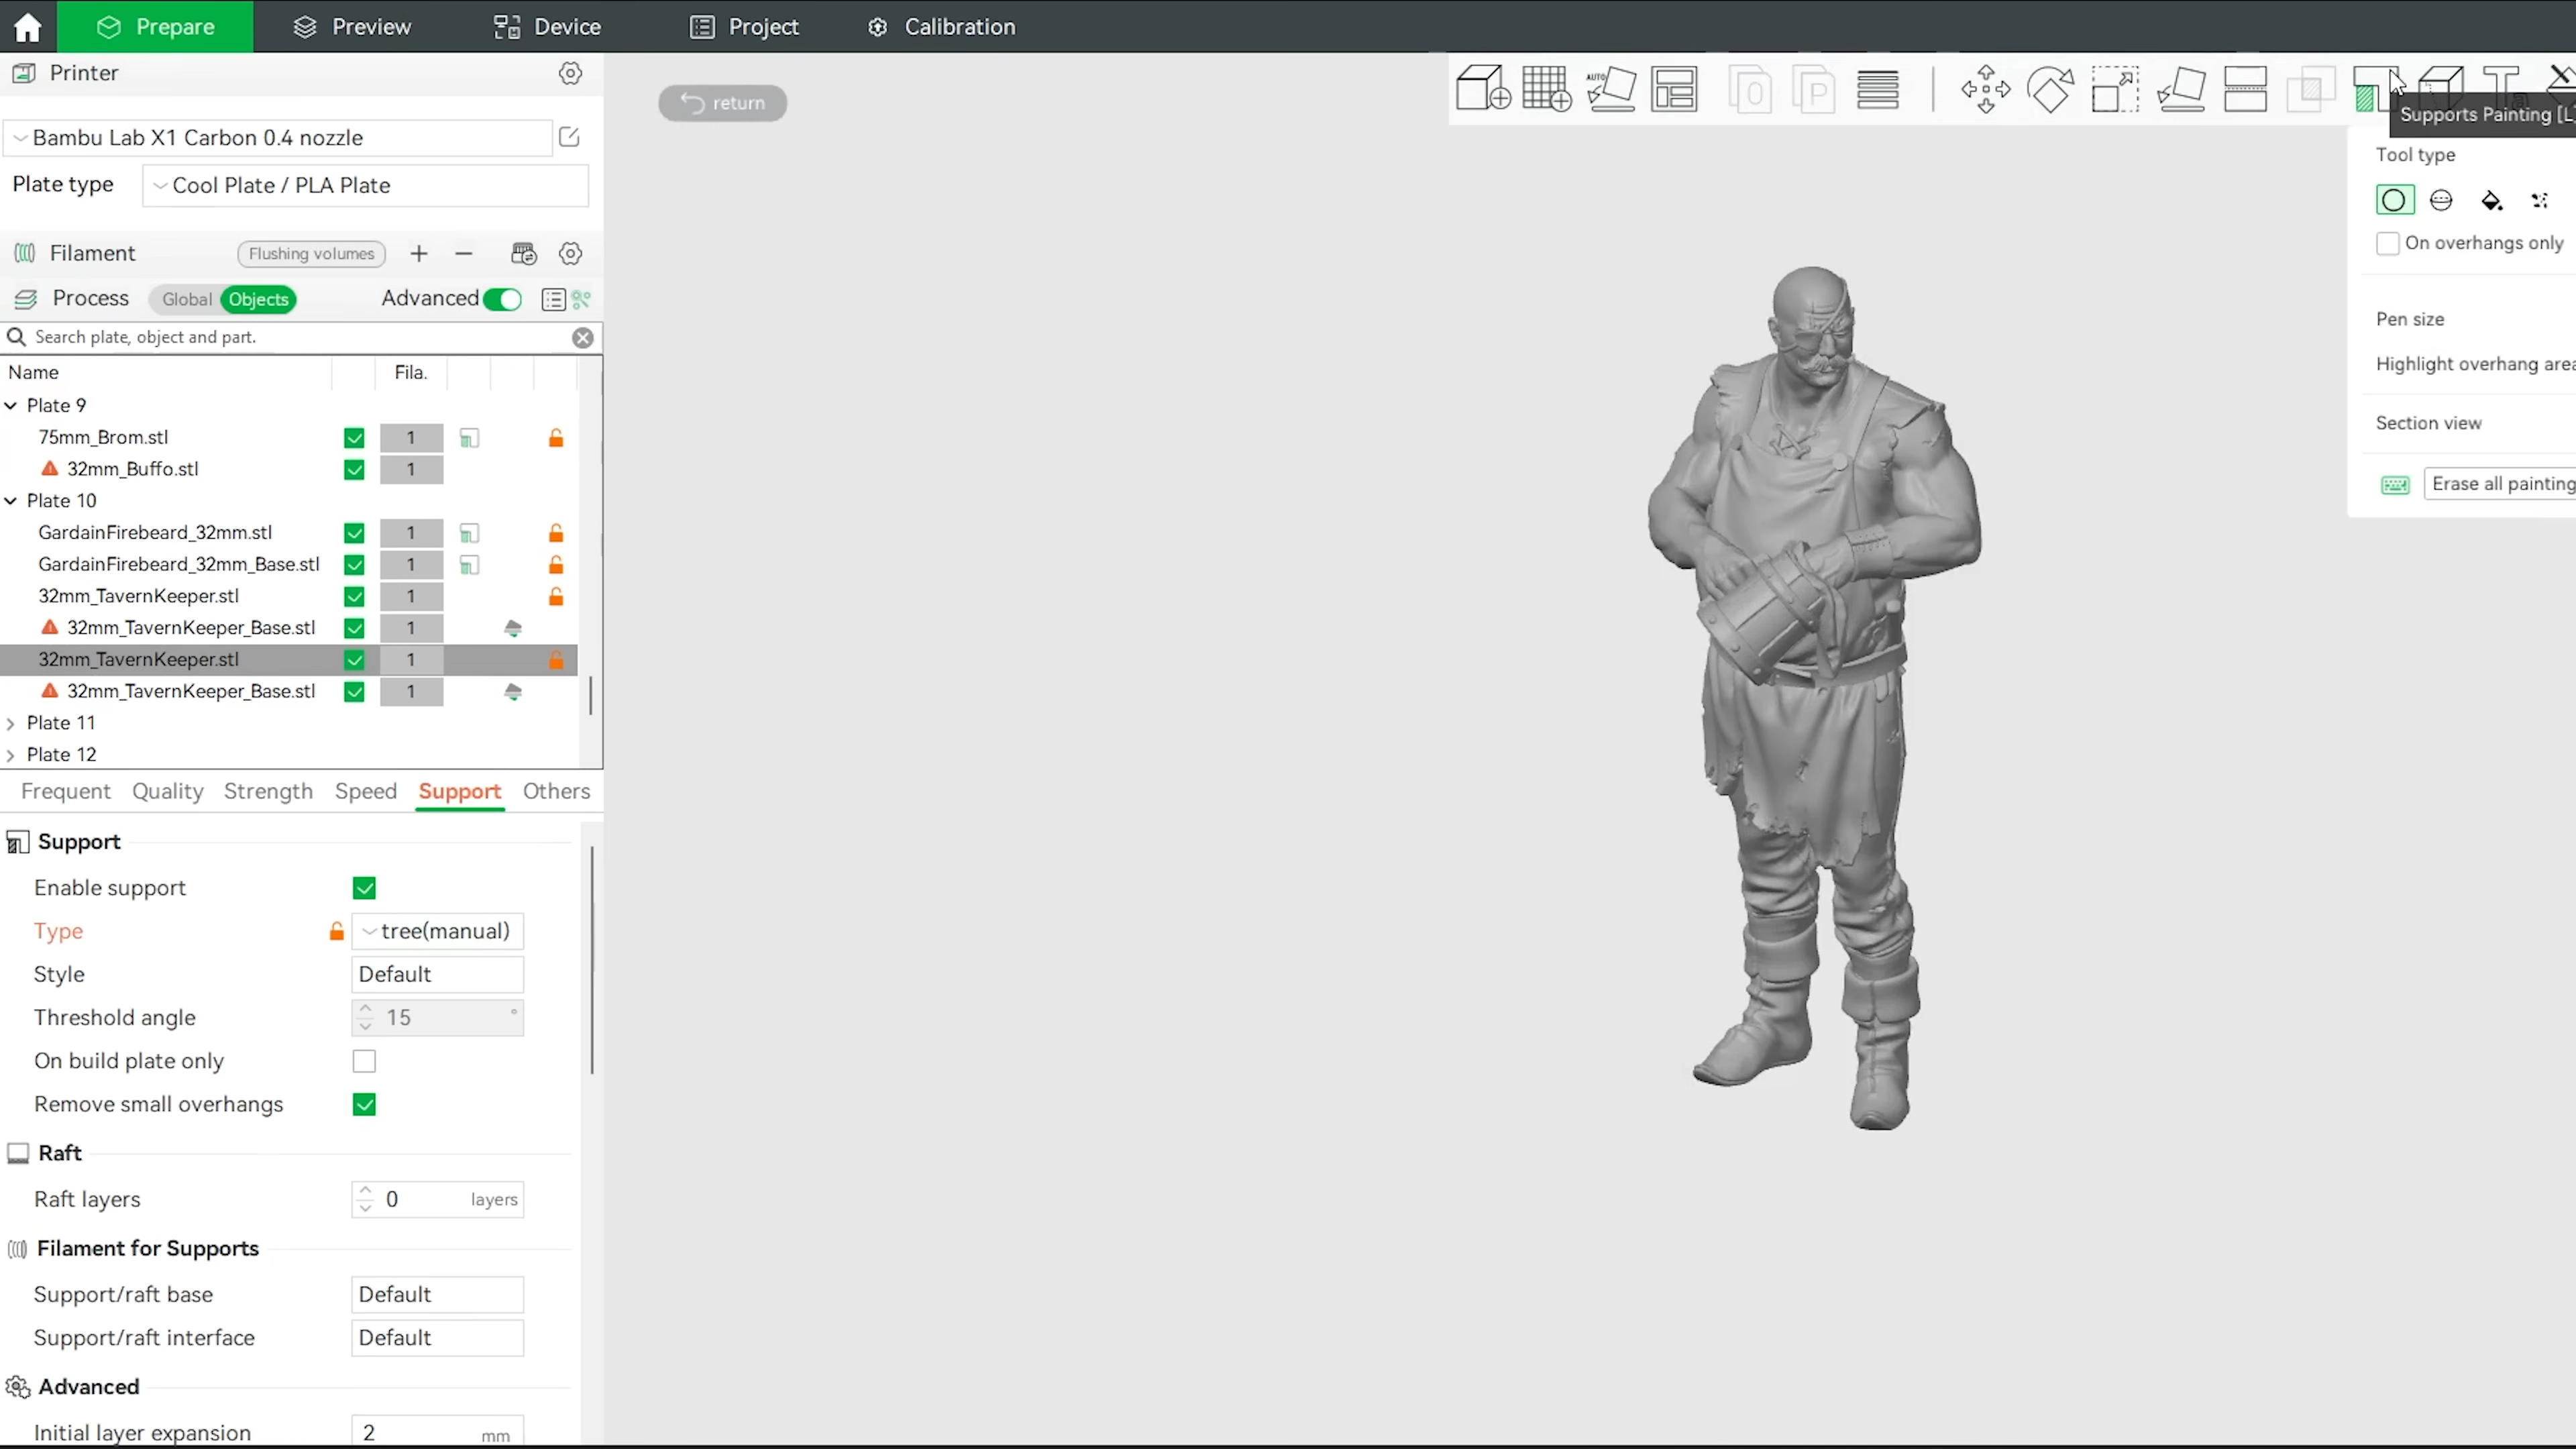 Prepare Preview Device Project Calibration
Printer
return
AUTO
O P
T
Supports Painting [L
Bambu Lab X1 Carbon 0.4 nozzle
Plate type Cool Plate / PLA Plate
Tool type
On overhangs only
Filament Flushing volumes + −
Process Global Objects Advanced
Search plate, object and part.
Pen size
Highlight overhang area
Section view
Erase all painting
Name Fila.
Plate 9
75mm_Brom.stl 1
32mm_Buffo.stl 1
Plate 10
GardainFirebeard_32mm.stl 1
GardainFirebeard_32mm_Base.stl 1
32mm_TavernKeeper.stl 1
32mm_TavernKeeper_Base.stl 1
32mm_TavernKeeper.stl 1
32mm_TavernKeeper_Base.stl 1
Plate 11
Plate 12
Frequent Quality Strength Speed Support Others
Support
Enable support
Type tree(manual)
Style Default
Threshold angle 15 °
On build plate only
Remove small overhangs
Raft
Raft layers 0 layers
Filament for Supports
Support/raft base Default
Support/raft interface Default
Advanced
Initial layer expansion 2 mm